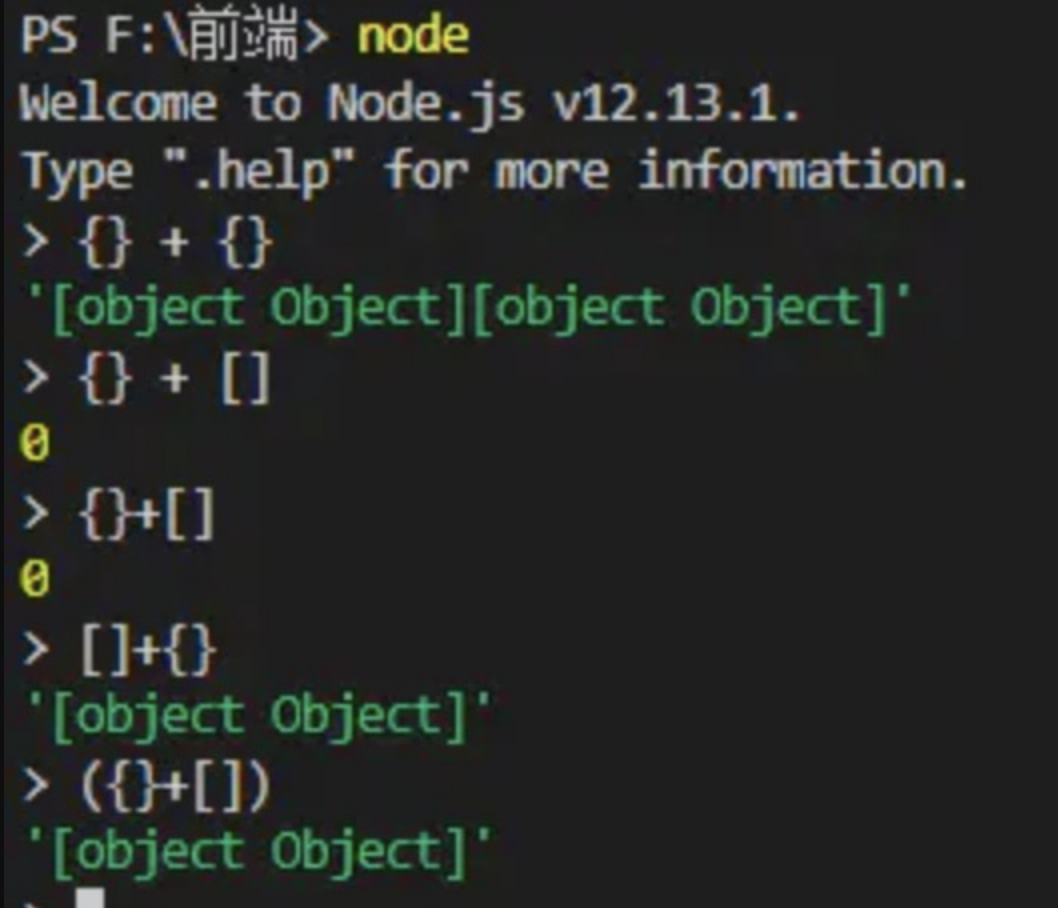 PS F:\前端> node
Welcome to Node.js v12.13.1.
Type ".help" for more information.
> {} + {}
'[object Object][object Object]'
> {} + []
0
> {}+[]
0
> []+{}
'[object Object]'
> ({}+[])
'[object Object]'
>